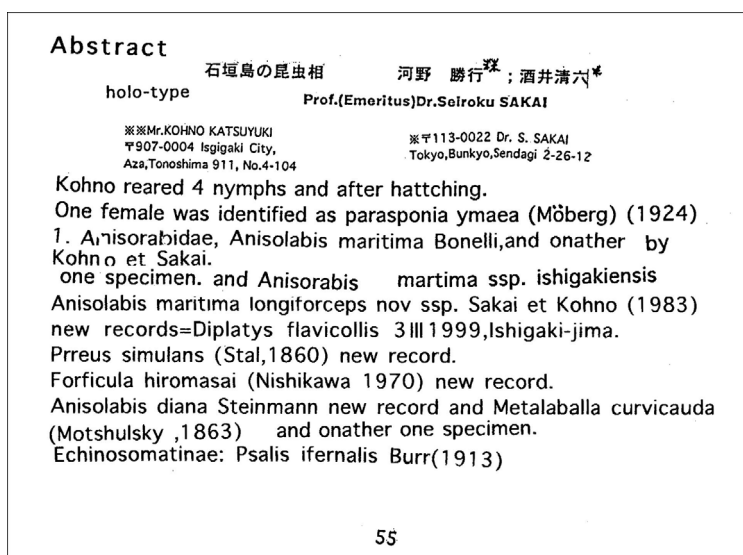 Abstract
石垣島の昆虫相 河野 勝行※※ ; 酒井清六※
holo-type Prof.(Emeritus)Dr.Seiroku SAKAI
※※Mr.KOHNO KATSUYUKI ※〒113-0022 Dr. S. SAKAI
〒907-0004 Isgigaki City, Tokyo,Bunkyo,Sendagi 2-26-12
Aza,Tonoshima 911, No.4-104
Kohno reared 4 nymphs and after hattching.
One female was identified as parasponia ymaea (Möberg) (1924)
1. Anisorabidae, Anisolabis maritima Bonelli,and onather by
Kohno et Sakai.
one specimen. and Anisorabis martima ssp. ishigakiensis
Anisolabis maritima longiforceps nov ssp. Sakai et Kohno (1983)
new records=Diplatys flavicollis 3III1999,Ishigaki-jima.
Prreus simulans (Stal,1860) new record.
Forficula hiromasai (Nishikawa 1970) new record.
Anisolabis diana Steinmann new record and Metalaballa curvicauda
(Motshulsky ,1863) and onather one specimen.
Echinosomatinae: Psalis ifernalis Burr(1913)
55